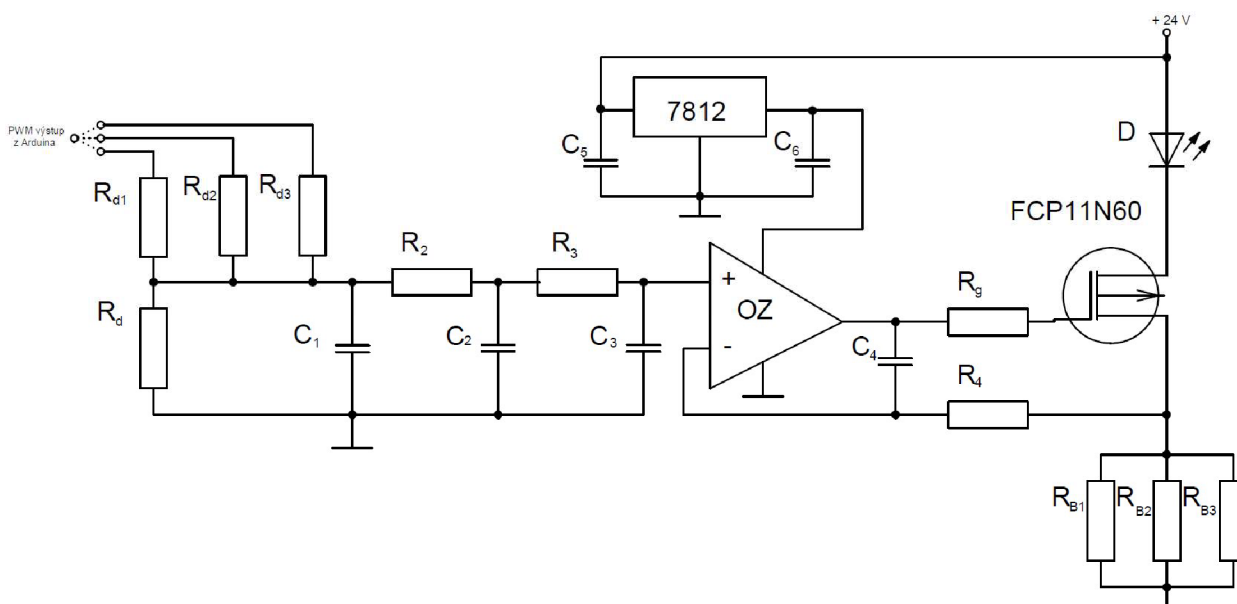 + 24 V
PWM výstup
z Arduina
7812
D
C5
C6
Rd1
Rd2
Rd3
FCP11N60
R2
R3
+
OZ
-
Rg
Rd
C1
C2
C3
C4
R4
RB1
RB2
RB3